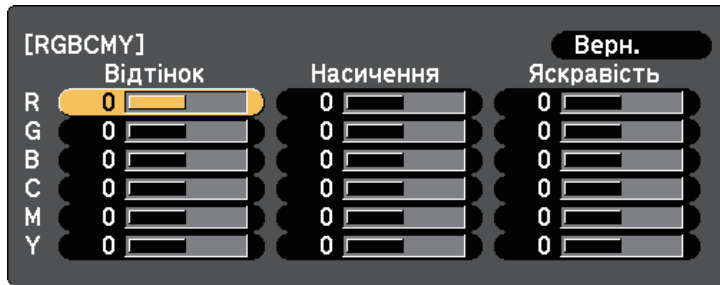 [RGBCMY] Верн.
Відтінок Насичення Яскравість
R 0 0 0
G 0 0 0
B 0 0 0
C 0 0 0
M 0 0 0
Y 0 0 0